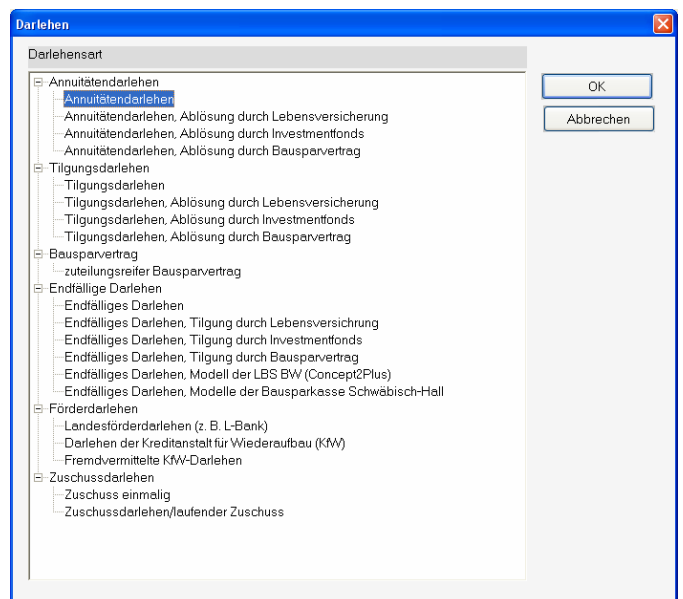 Darlehen
Darlehensart
Annuitätendarlehen
Annuitätendarlehen
Annuitätendarlehen, Ablösung durch Lebensversicherung
Annuitätendarlehen, Ablösung durch Investmentfonds
Annuitätendarlehen, Ablösung durch Bausparvertrag
Tilgungsdarlehen
Tilgungsdarlehen
Tilgungsdarlehen, Ablösung durch Lebensversicherung
Tilgungsdarlehen, Ablösung durch Investmentfonds
Tilgungsdarlehen, Ablösung durch Bausparvertrag
Bausparvertrag
zuteilungsreifer Bausparvertrag
Endfällige Darlehen
Endfälliges Darlehen
Endfälliges Darlehen, Tilgung durch Lebensversichrung
Endfälliges Darlehen, Tilgung durch Investmentfonds
Endfälliges Darlehen, Tilgung durch Bausparvertrag
Endfälliges Darlehen, Modell der LBS BW (Concept2Plus)
Endfälliges Darlehen, Modelle der Bausparkasse Schwäbisch-Hall
Förderdarlehen
Landesförderdarlehen (z. B. L-Bank)
Darlehen der Kreditanstalt für Wiederaufbau (KfW)
Fremdvermittelte KfW-Darlehen
Zuschussdarlehen
Zuschuss einmalig
Zuschussdarlehen/laufender Zuschuss
OK
Abbrechen